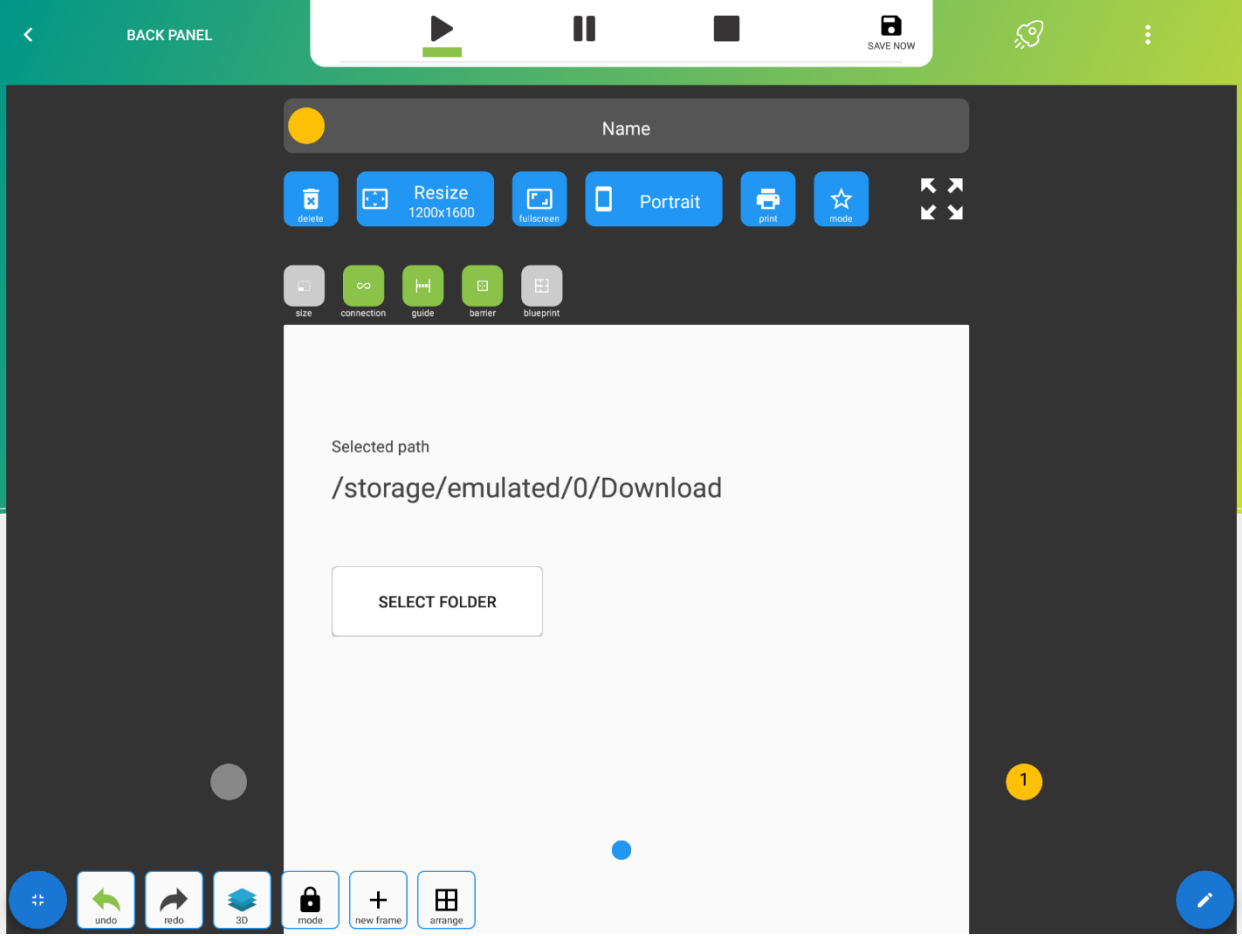 BACK PANEL
SAVE NOW
Name
delete
Resize
1200x1600
fullscreen
Portrait
print
mode
size
connection
guide
barrier
blueprint
Selected path
/storage/emulated/0/Download
SELECT FOLDER
1
undo
redo
3D
mode
new frame
arrange